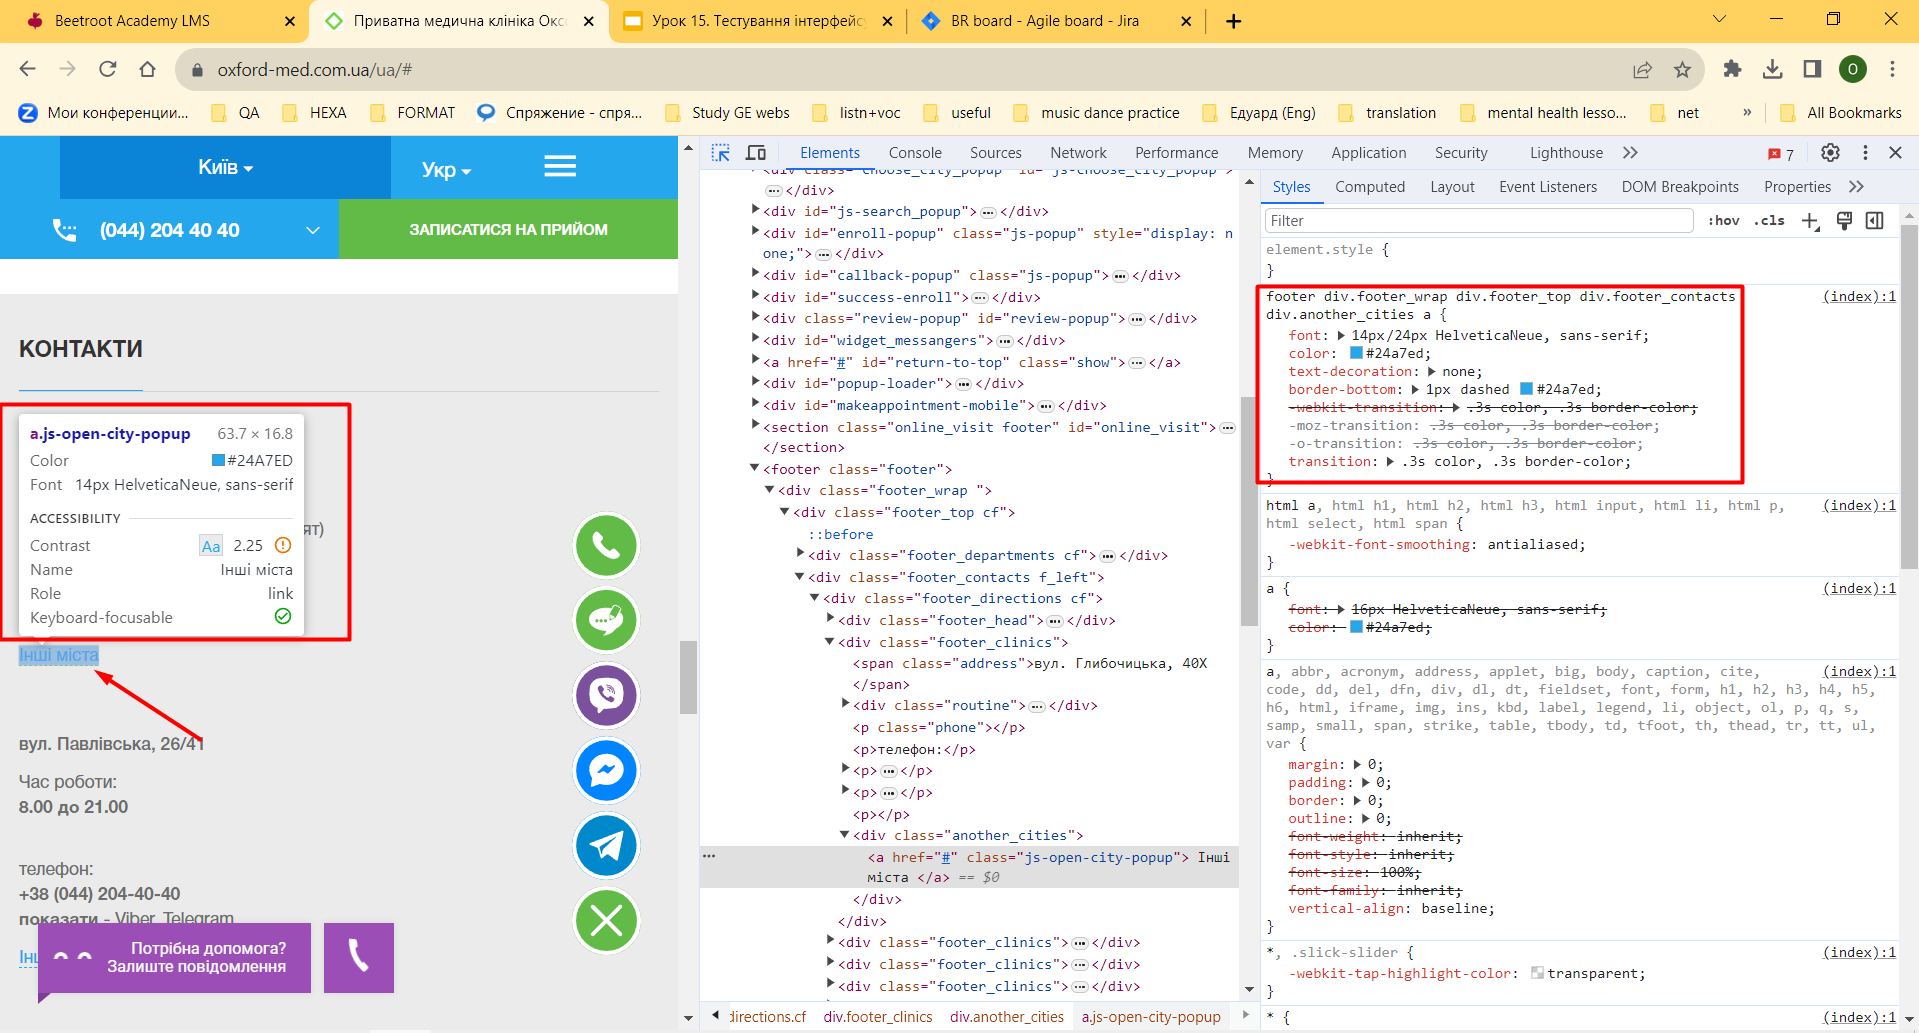 Beetroot Academy LMS
Приватна медична клініка Оксф
Урок 15. Тестування інтерфейсу
BR board - Agile board - Jira
oxford-med.com.ua/ua/#
O
Мои конференции...
QA
HEXA
FORMAT
Спряжение - спря...
Study GE webs
listn+voc
useful
music dance practice
Едуард (Eng)
translation
mental health lesso...
net
»
All Bookmarks
Київ
Укр
(044) 204 40 40
ЗАПИСАТИСЯ НА ПРИЙОМ
КОНТАКТИ
a.js-open-city-popup 63.7 × 16.8
Color #24A7ED
Font 14px HelveticaNeue, sans-serif
ACCESSIBILITY
ят)
Contrast Aa 2.25
Name Інші міста
Role link
Keyboard-focusable
Інші міста
вул. Павлівська, 26/41
Час роботи:
8.00 до 21.00
телефон:
+38 (044) 204-40-40
показати - Viber, Telegram
Інш
Потрібна допомога?
Залиште повідомлення
Elements Console Sources Network Performance Memory Application Security Lighthouse 7
<div class="choose_city_popup" id="js-choose_city_popup">
… </div>
<div id="js-search_popup"> … </div>
<div id="enroll-popup" class="js-popup" style="display: n
one;"> … </div>
<div id="callback-popup" class="js-popup"> … </div>
<div id="success-enroll"> … </div>
<div class="review-popup" id="review-popup"> … </div>
<div id="widget_messangers"> … </div>
<a href="#" id="return-to-top" class="show"> … </a>
<div id="popup-loader"> … </div>
<div id="makeappointment-mobile"> … </div>
<section class="online_visit footer" id="online_visit"> …
</section>
<footer class="footer">
<div class="footer_wrap ">
<div class="footer_top cf">
::before
<div class="footer_departments cf"> … </div>
<div class="footer_contacts f_left">
<div class="footer_directions cf">
<div class="footer_head"> … </div>
<div class="footer_clinics">
<span class="address">вул. Глибочицька, 40Х
</span>
<div class="routine"> … </div>
<p class="phone"></p>
<p>телефон:</p>
<p> … </p>
<p> … </p>
<p></p>
<div class="another_cities">
<a href="#" class="js-open-city-popup"> Інші
міста </a> == $0
</div>
</div>
<div class="footer_clinics"> … </div>
<div class="footer_clinics"> … </div>
<div class="footer_clinics"> … </div>
directions.cf div.footer_clinics div.another_cities a.js-open-city-popup
Styles Computed Layout Event Listeners DOM Breakpoints Properties
Filter :hov .cls
element.style {
}
footer div.footer_wrap div.footer_top div.footer_contacts (index):1
div.another_cities a {
font: 14px/24px HelveticaNeue, sans-serif;
color: #24a7ed;
text-decoration: none;
border-bottom: 1px dashed #24a7ed;
-webkit-transition: .3s color, .3s border-color;
-moz-transition: .3s color, .3s border-color;
-o-transition: .3s color, .3s border-color;
transition: .3s color, .3s border-color;
}
html a, html h1, html h2, html h3, html input, html li, html p, (index):1
html select, html span {
-webkit-font-smoothing: antialiased;
}
a { (index):1
font: 16px HelveticaNeue, sans-serif;
color: #24a7ed;
}
a, abbr, acronym, address, applet, big, body, caption, cite, (index):1
code, dd, del, dfn, div, dl, dt, fieldset, font, form, h1, h2, h3, h4, h5,
h6, html, iframe, img, ins, kbd, label, legend, li, object, ol, p, q, s,
samp, small, span, strike, table, tbody, td, tfoot, th, thead, tr, tt, ul,
var {
margin: 0;
padding: 0;
border: 0;
outline: 0;
font-weight: inherit;
font-style: inherit;
font-size: 100%;
font-family: inherit;
vertical-align: baseline;
}
*, .slick-slider { (index):1
-webkit-tap-highlight-color: transparent;
}
* { (index):1